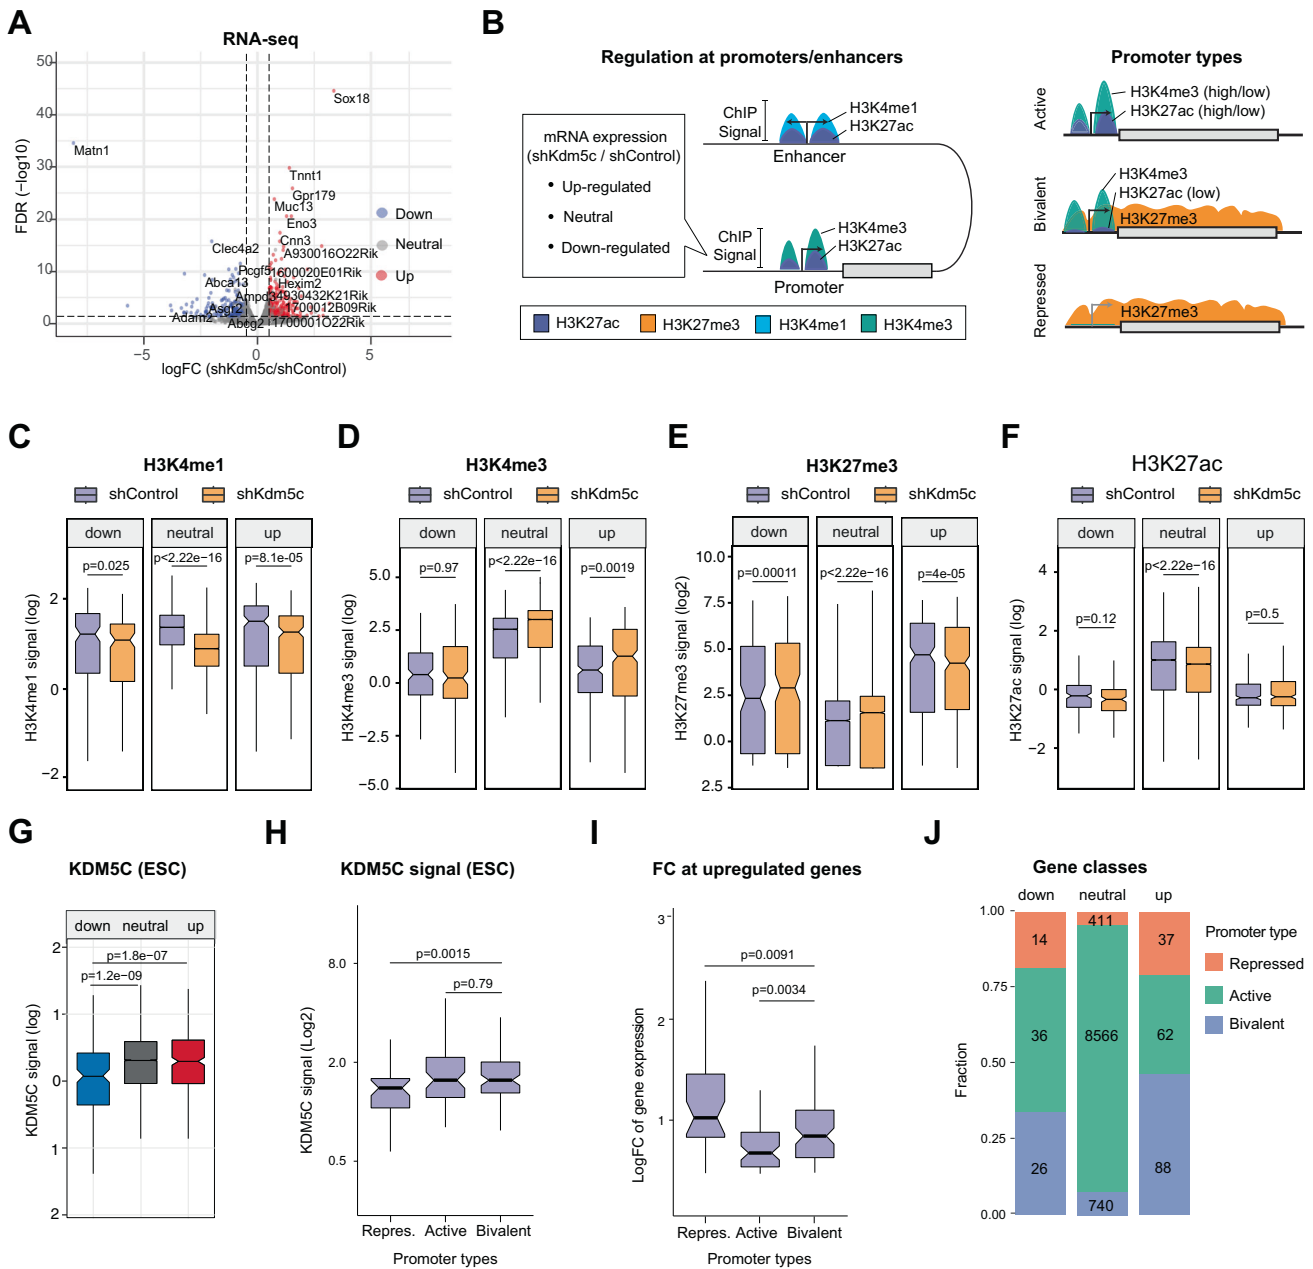 A
RNA-seq
50
40
30
20
10
0
FDR (−log10)
−5
0
5
logFC (shKdm5c/shControl)
Sox18
Matn1
Tnnt1
Gpr179
Muc13
Eno3
Cnn3
Clec4a2
A930016O22Rik
Pcgf5
1600020E01Rik
Abca13
Hexim2
Ampd3
4930432K21Rik
Asgr2
1700012B09Rik
Adam2
Abcg2
1700001O22Rik
Down
Neutral
Up
B
Regulation at promoters/enhancers
mRNA expression
(shKdm5c / shControl)
• Up-regulated
• Neutral
• Down-regulated
ChIP
Signal
H3K4me1
H3K27ac
Enhancer
ChIP
Signal
H3K4me3
H3K27ac
Promoter
H3K27ac
H3K27me3
H3K4me1
H3K4me3
Promoter types
Active
H3K4me3 (high/low)
H3K27ac (high/low)
Bivalent
H3K4me3
H3K27ac (low)
H3K27me3
Repressed
H3K27me3
C
H3K4me1
shControl
shKdm5c
down
neutral
up
p=0.025
p<2.22e−16
p=8.1e-05
2
0
−2
H3K4me1 signal (log)
D
H3K4me3
shControl
shKdm5c
down
neutral
up
p=0.97
p<2.22e−16
p=0.0019
5.0
2.5
0.0
−2.5
−5.0
H3K4me3 signal (log)
E
H3K27me3
shControl
shKdm5c
down
neutral
up
p=0.00011
p<2.22e−16
p=4e-05
10.0
7.5
5.0
2.5
0.0
2.5
H3K27me3 signal (log2)
F
H3K27ac
shControl
shKdm5c
down
neutral
up
p=0.12
p<2.22e−16
p=0.5
4
2
0
−2
H3K27ac signal (log)
G
KDM5C (ESC)
down
neutral
up
p=1.8e−07
p=1.2e−09
2
1
0
1
2
KDM5C signal (log)
H
KDM5C signal (ESC)
p=0.0015
p=0.79
8.0
2.0
0.5
KDM5C signal (Log2)
Repres.
Active
Bivalent
Promoter types
I
FC at upregulated genes
p=0.0091
p=0.0034
3
2
1
LogFC of gene expression
Repres.
Active
Bivalent
Promoter types
J
Gene classes
down
neutral
up
1.00
0.75
0.50
0.25
0.00
Fraction
14
411
37
36
8566
62
26
740
88
Promoter type
Repressed
Active
Bivalent